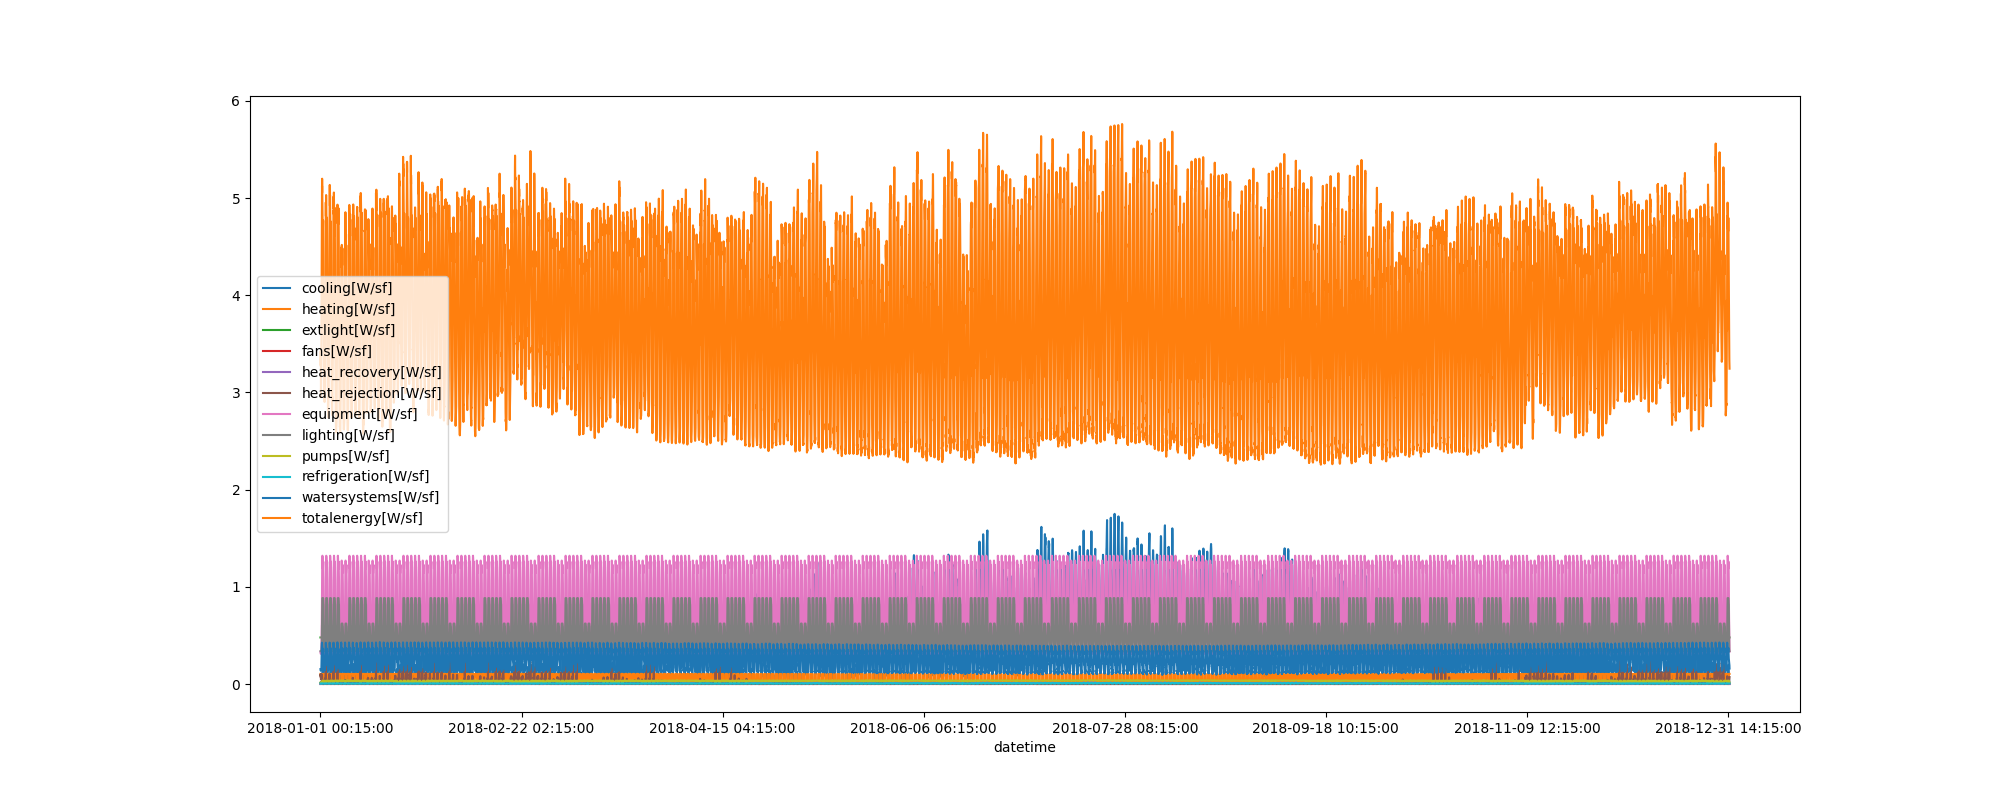 6
5
4
3
2
1
0
cooling[W/sf]
heating[W/sf]
extlight[W/sf]
fans[W/sf]
heat_recovery[W/sf]
heat_rejection[W/sf]
equipment[W/sf]
lighting[W/sf]
pumps[W/sf]
refrigeration[W/sf]
watersystems[W/sf]
totalenergy[W/sf]
2018-01-01 00:15:00 2018-02-22 02:15:00 2018-04-15 04:15:00 2018-06-06 06:15:00 2018-07-28 08:15:00 2018-09-18 10:15:00 2018-11-09 12:15:00 2018-12-31 14:15:00
datetime